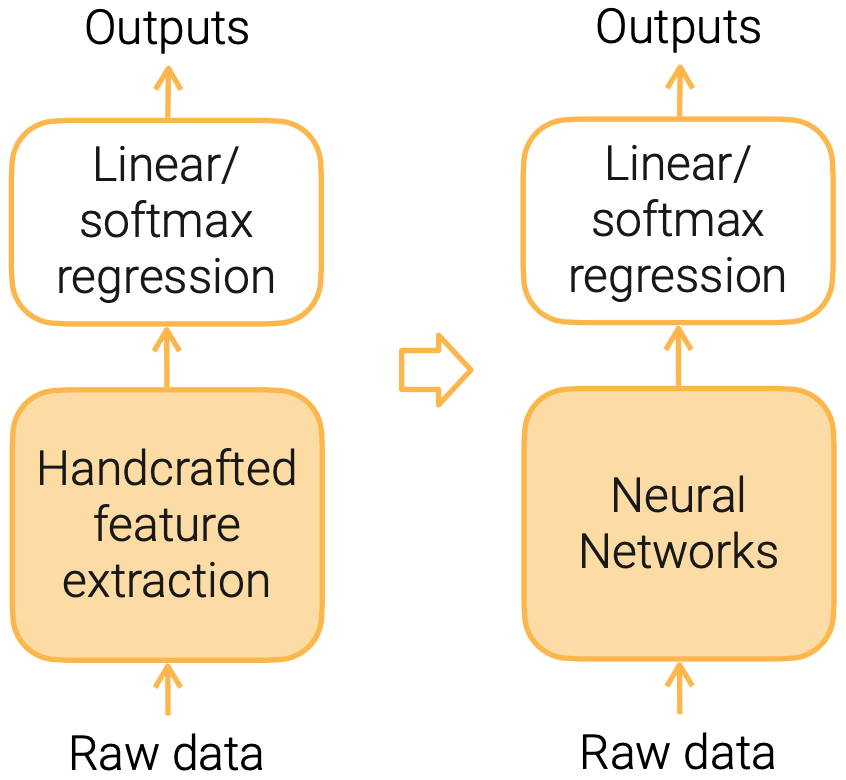 Outputs
Linear/
softmax
regression
Handcrafted
feature
extraction
Raw data
Outputs
Linear/
softmax
regression
Neural
Networks
Raw data